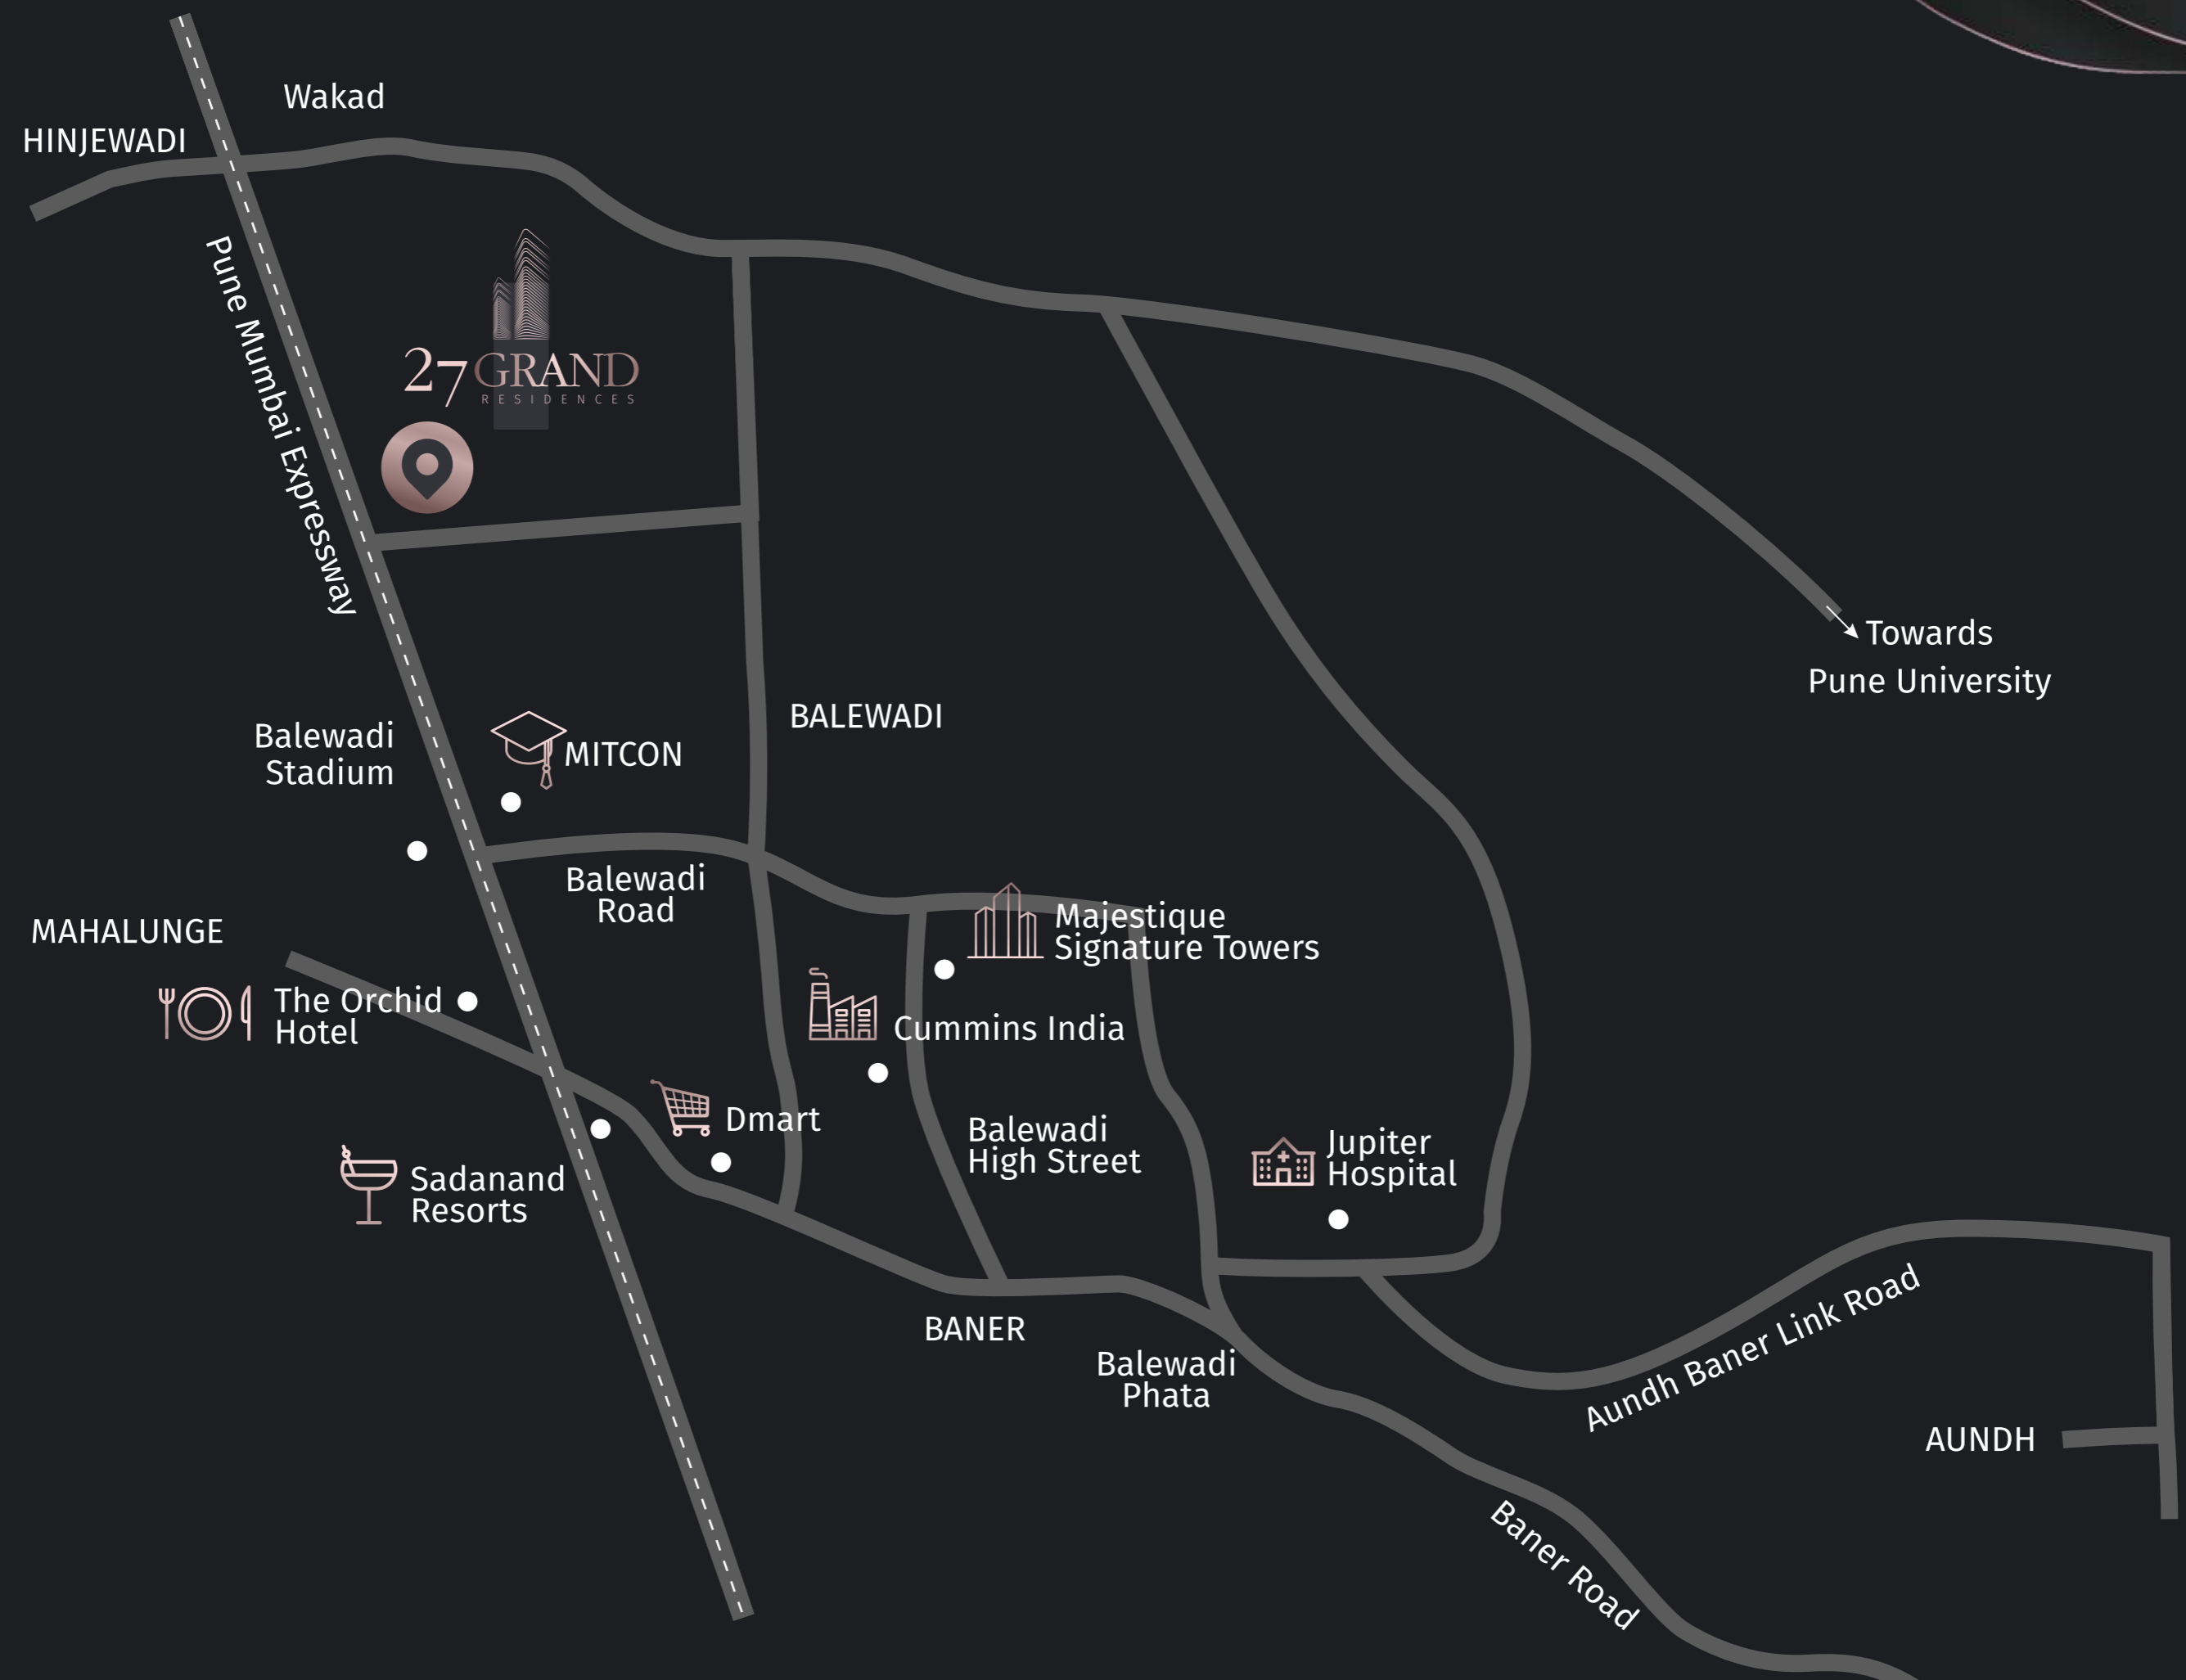 Wakad
HINJEWADI
Pune Mumbai Expressway
27 GRAND
RESIDENCES
Towards
Pune University
BALEWADI
Balewadi
Stadium
MITCON
Balewadi
Road
MAHALUNGE
Majestique
Signature Towers
The Orchid
Hotel
Cummins India
Dmart
Balewadi
High Street
Jupiter
Hospital
Sadanand
Resorts
BANER
Balewadi
Phata
Aundh Baner Link Road
AUNDH
Baner Road